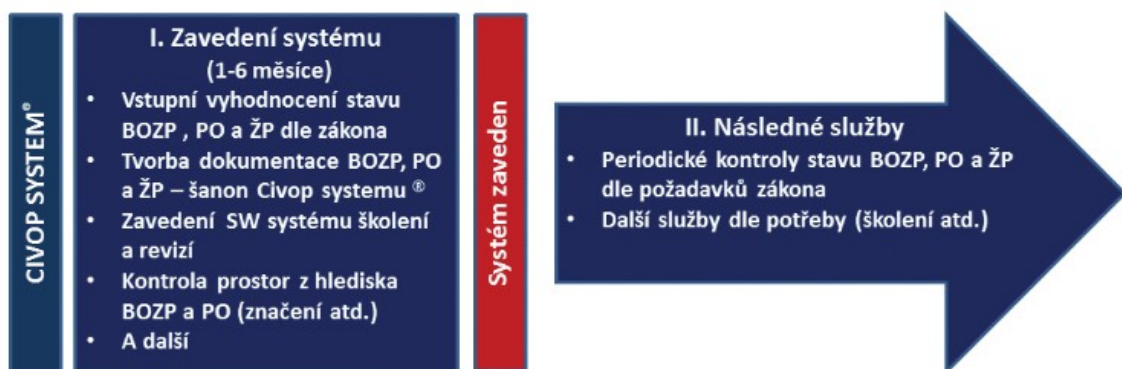 CIVOP SYSTEM®
I. Zavedení systému
(1-6 měsíce)
• Vstupní vyhodnocení stavu
BOZP , PO a ŽP dle zákona
• Tvorba dokumentace BOZP, PO
a ŽP – šanon Civop systemu ®
• Zavedení SW systému školení
a revizí
• Kontrola prostor z hlediska
BOZP a PO (značení atd.)
• A další
Systém zaveden
II. Následné služby
• Periodické kontroly stavu BOZP, PO a ŽP
dle požadavků zákona
• Další služby dle potřeby (školení atd.)